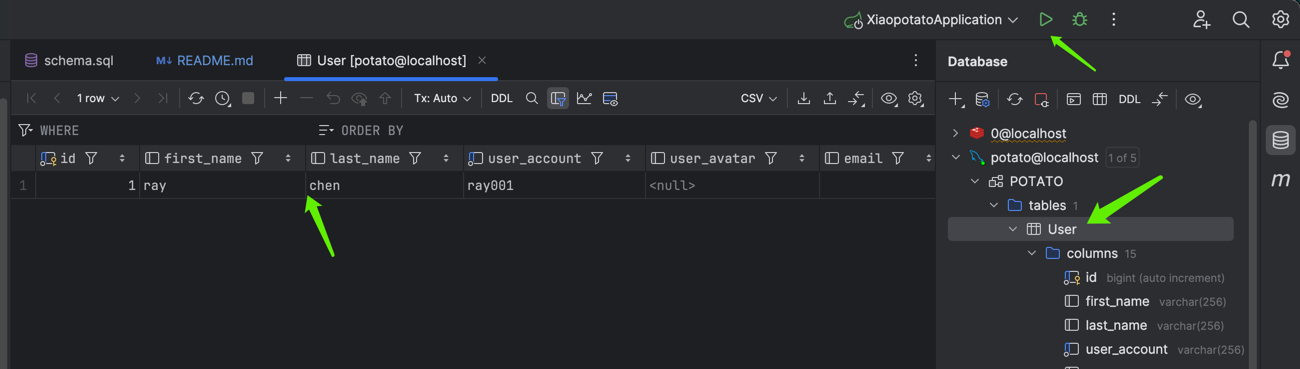 XiaopotatoApplication
schema.sql
README.md
User [potato@localhost]
Database
1 row
Tx: Auto
DDL
CSV
DDL
WHERE
ORDER BY
0@localhost
id first_name last_name user_account user_avatar email
potato@localhost 1 of 5
1 1 ray chen ray001 <null>
POTATO
tables 1
User
columns 15
id bigint (auto increment)
first_name varchar(256)
last_name varchar(256)
user_account varchar(256)